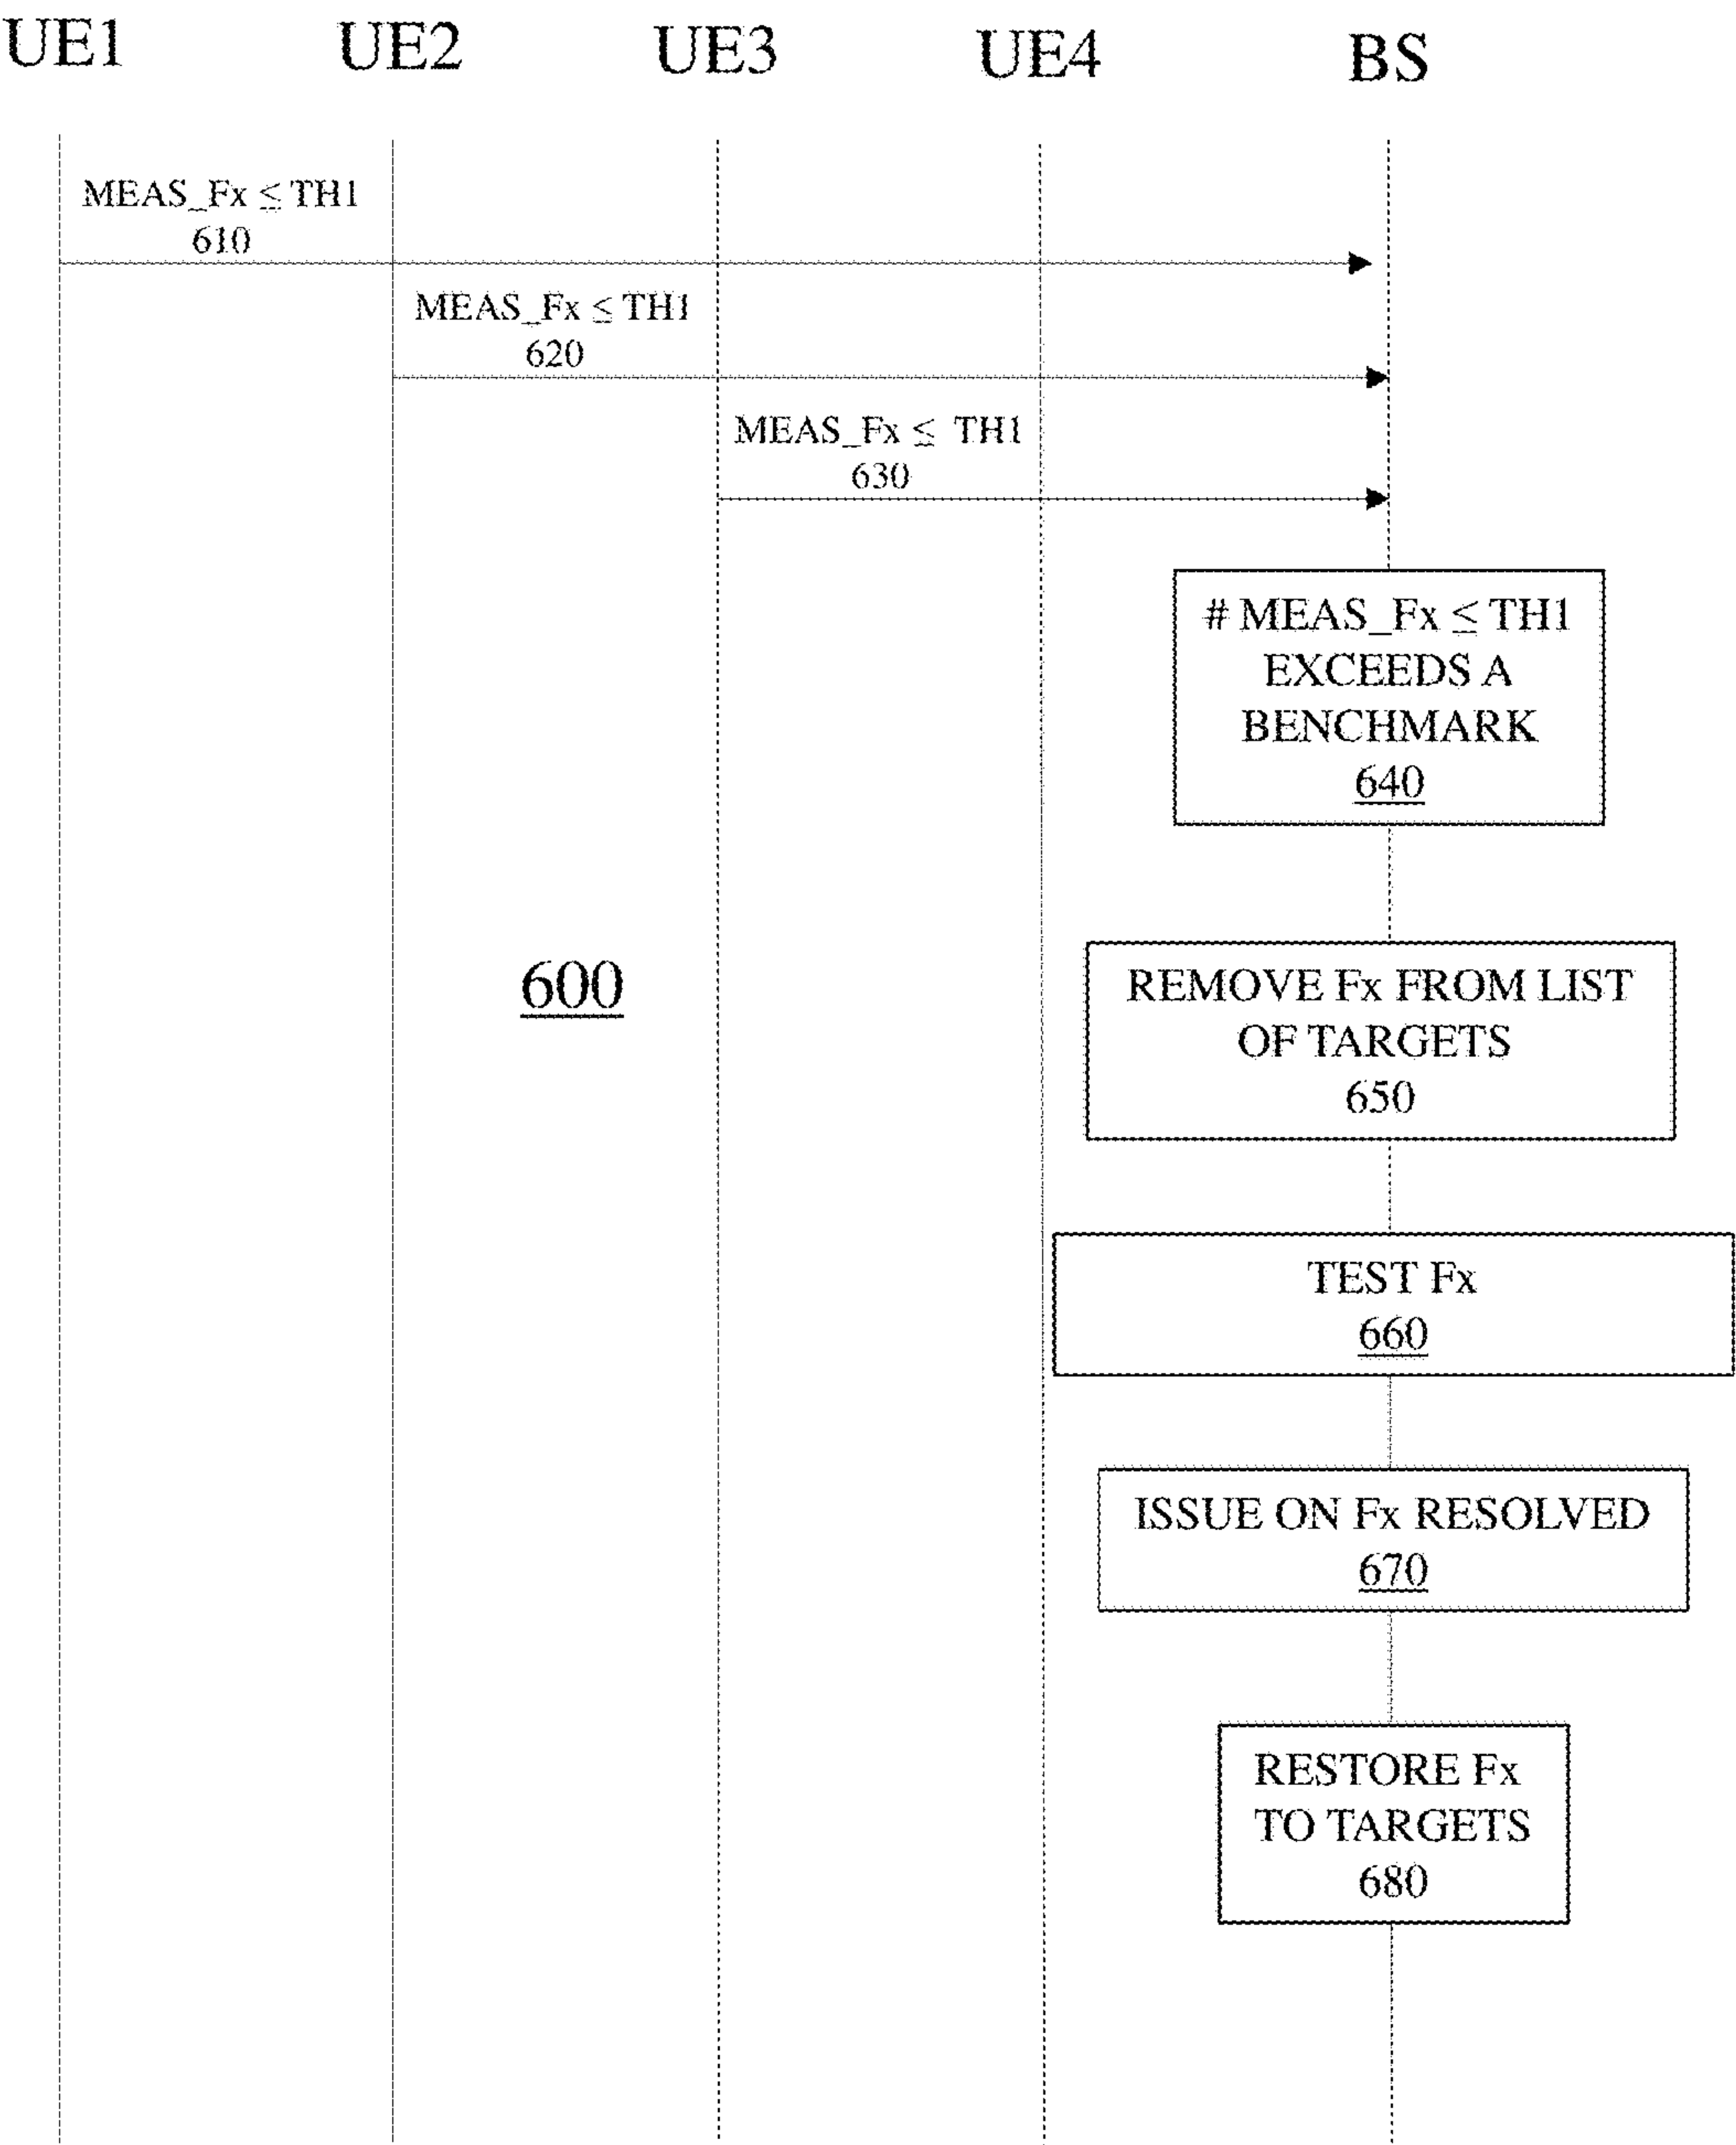 UE1 UE2 UE3 UE4 BS
MEAS_Fx ≤ TH1
610
MEAS_Fx ≤ TH1
620
MEAS_Fx ≤ TH1
630
# MEAS_Fx ≤ TH1
EXCEEDS A
BENCHMARK
640
600
REMOVE Fx FROM LIST
OF TARGETS
650
TEST Fx
660
ISSUE ON Fx RESOLVED
670
RESTORE Fx
TO TARGETS
680